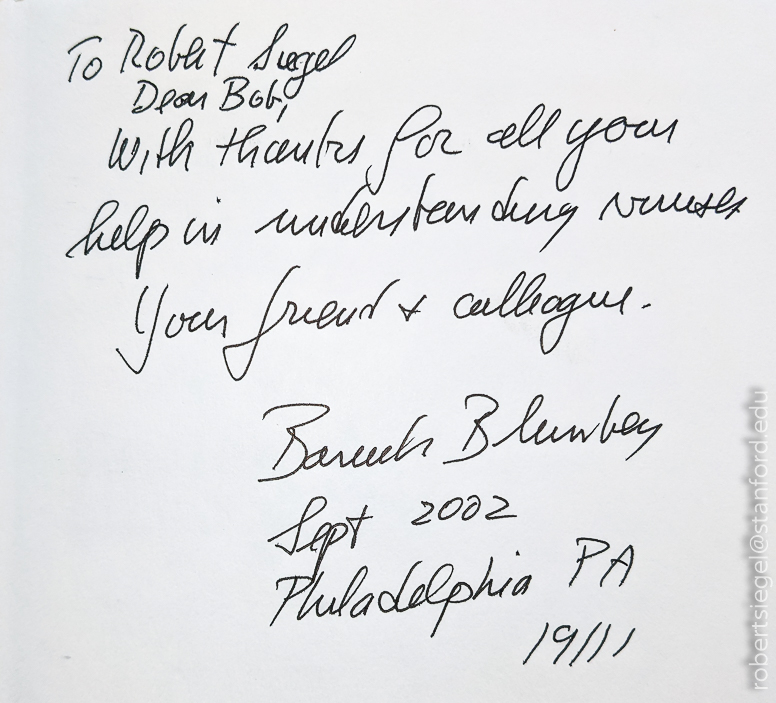 To Robert Siegel
Dear Bob,
With thanks for all your
help in understanding viruses
Your friend + colleague.
Baruch Blumberg
Sept 2002
Philadelphia PA
19111
robertsiegel@stanford.edu